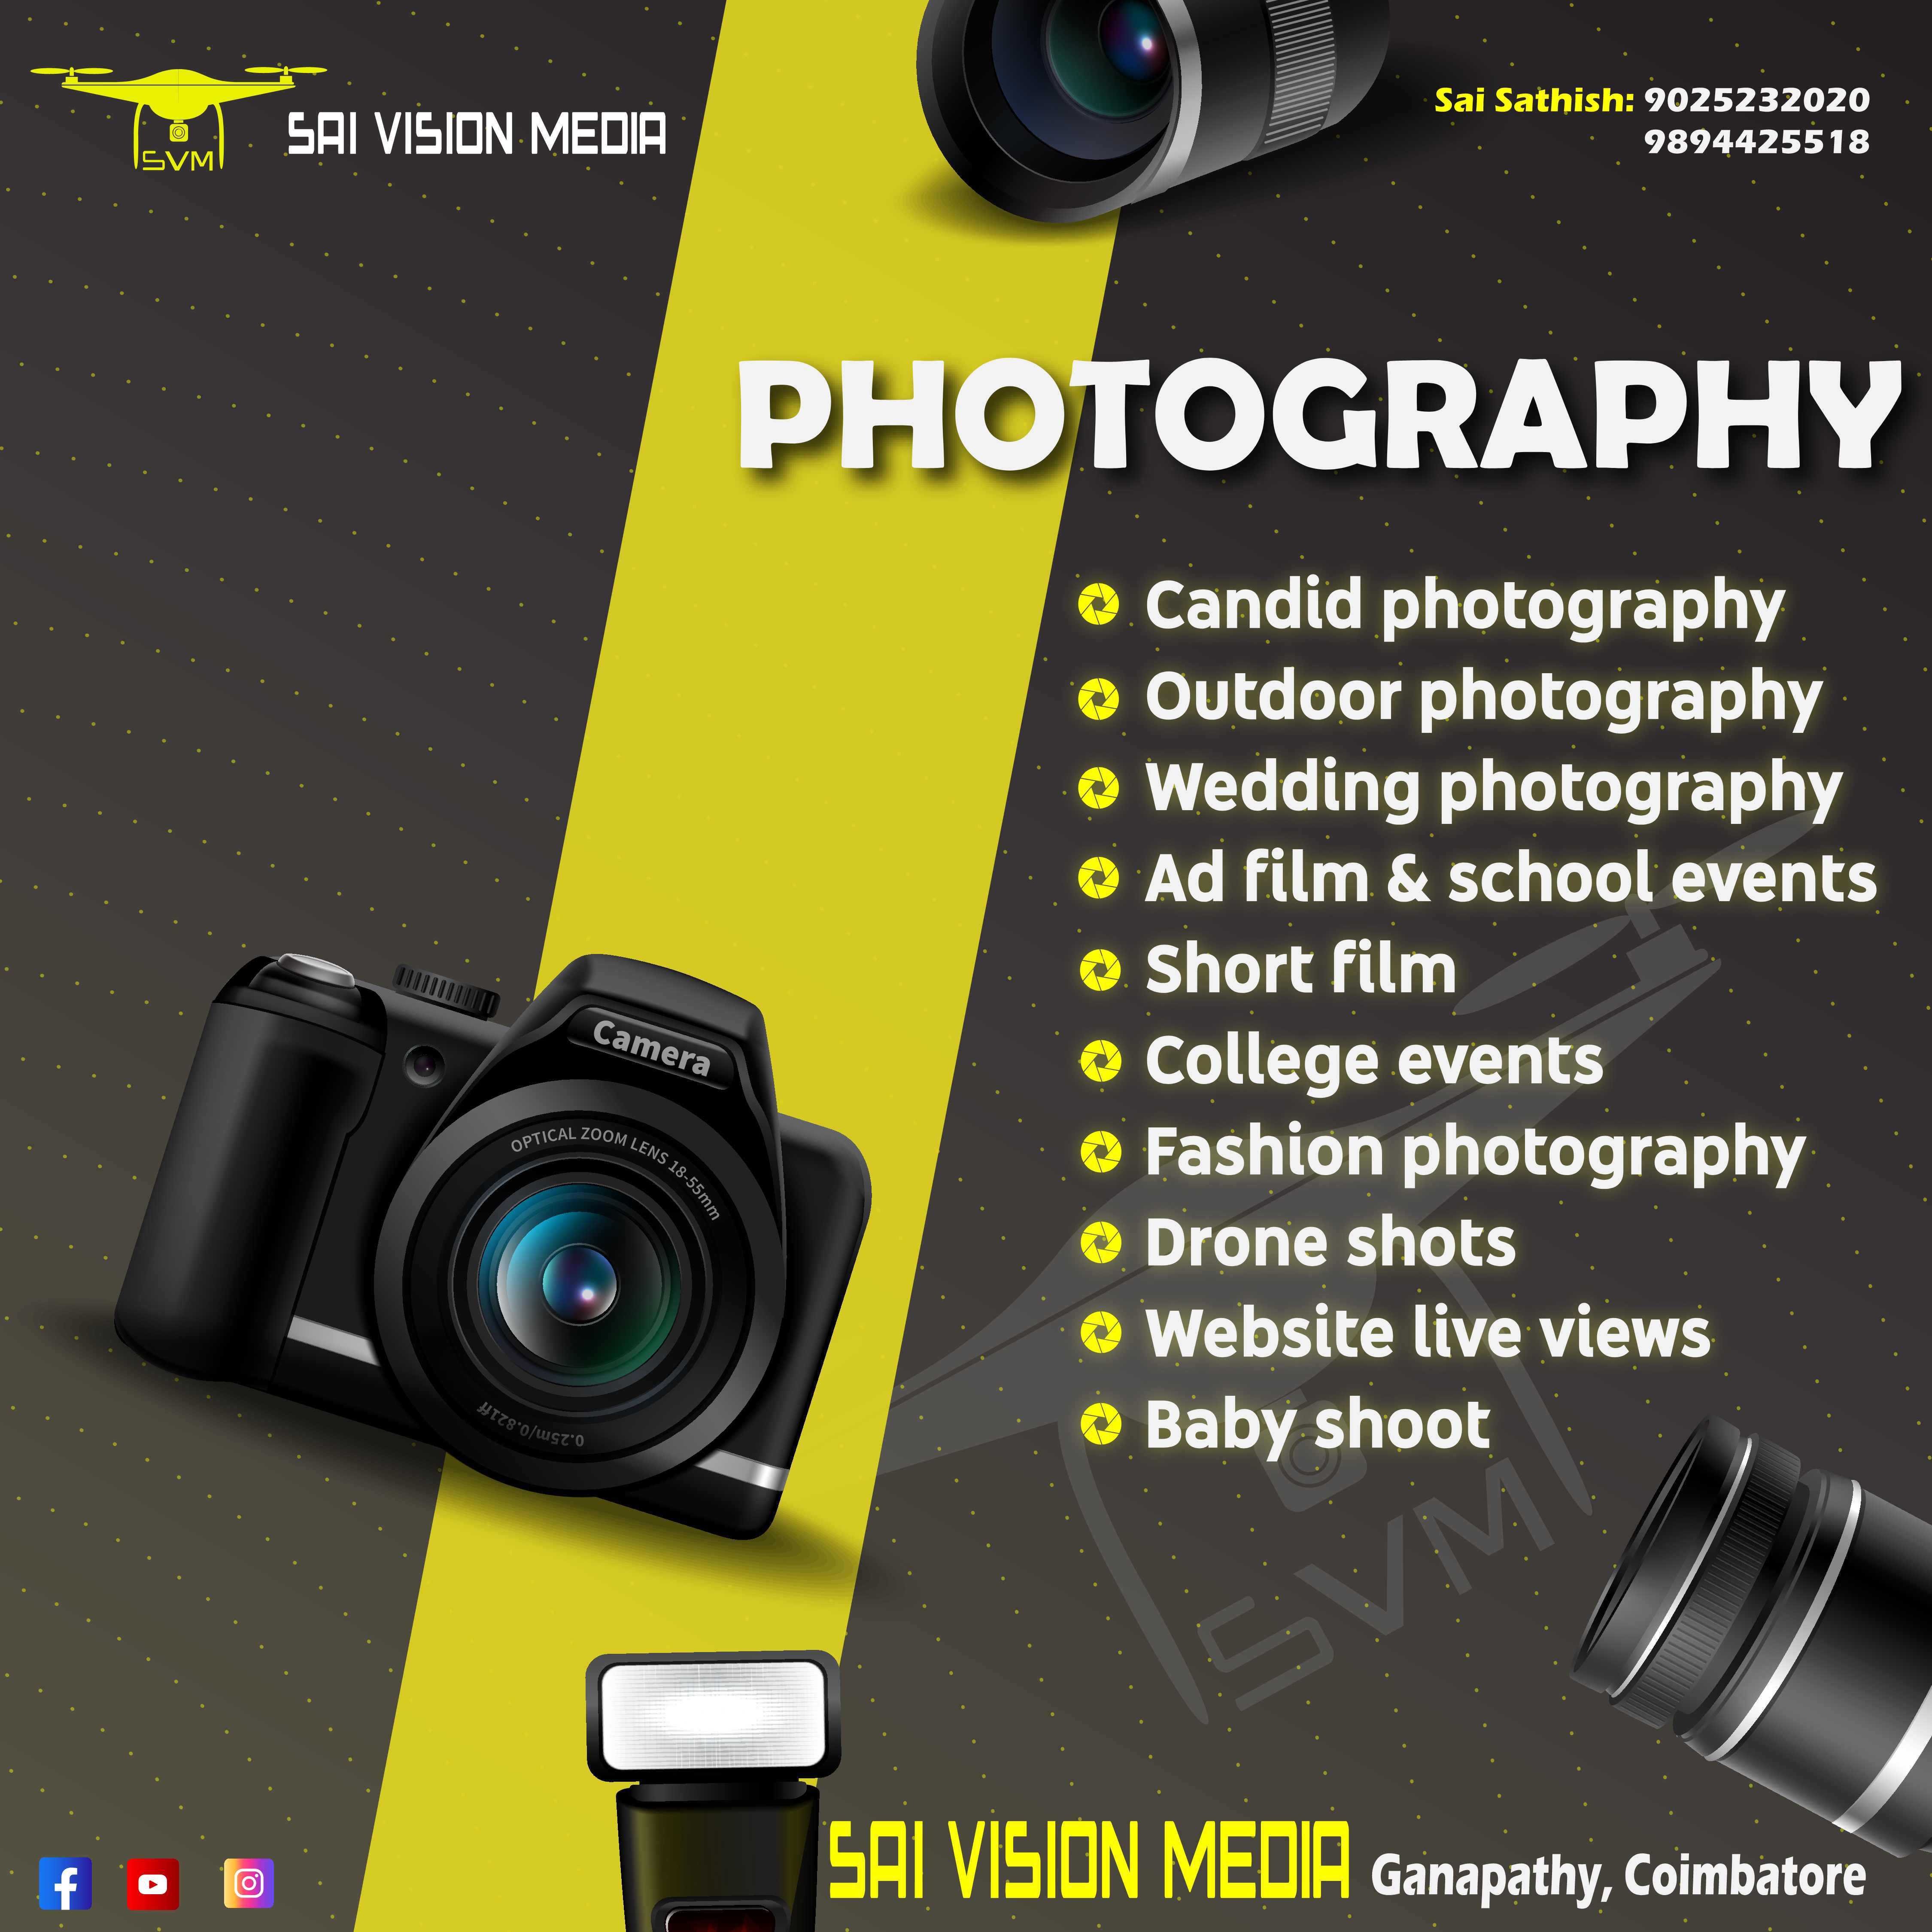 SVM
SAI VISION MEDIA
Sai Sathish: 9025232020
9894425518
PHOTOGRAPHY
Candid photography
Outdoor photography
Wedding photography
Ad film & school events
Short film
College events
Fashion photography
Drone shots
Website live views
Baby shoot
Camera
OPTICAL ZOOM LENS 18-55mm
0.25m/0.821ff
SVM
SAI VISION MEDIA
Ganapathy, Coimbatore